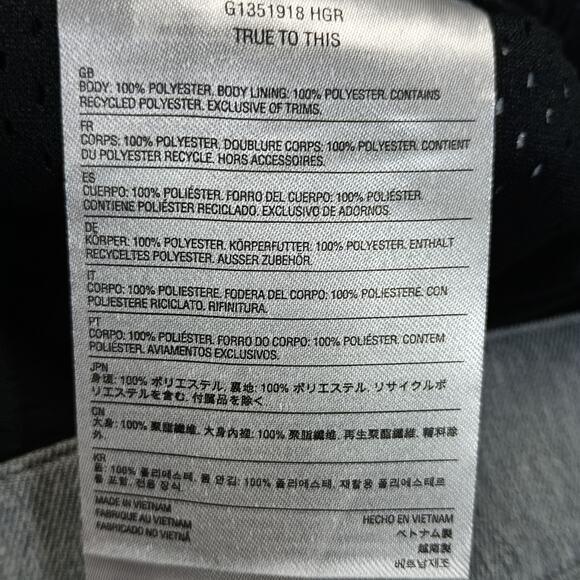 G1351918 HGR
TRUE TO THIS
GB
BODY: 100% POLYESTER. BODY LINING: 100% POLYESTER. CONTAINS
RECYCLED POLYESTER. EXCLUSIVE OF TRIMS.
FR
CORPS: 100% POLYESTER. DOUBLURE CORPS: 100% POLYESTER. CONTIENT
DU POLYESTER RECYCLÉ. HORS ACCESSOIRES.
ES
CUERPO: 100% POLIÉSTER. FORRO DEL CUERPO: 100% POLIÉSTER.
CONTIENE POLIÉSTER RECICLADO. EXCLUSIVO DE ADORNOS.
DE
KÖRPER: 100% POLYESTER. KÖRPERFUTTER: 100% POLYESTER. ENTHÄLT
RECYCELTES POLYESTER. AUSSER ZUBEHÖR.
IT
CORPO: 100% POLIESTERE. FODERA DEL CORPO: 100% POLIESTERE. CON
POLIESTERE RICICLATO. RIFINITURA.
PT
CORPO: 100% POLIÉSTER. FORRO DO CORPO: 100% POLIÉSTER. CONTEM
POLIÉSTER. AVIAMENTOS EXCLUSIVOS.
JPN
身頃: 100% ポリエステル. 裏地: 100% ポリエステル. リサイクルポ
リエステルを含む. 付属品を除く
CN
大身: 100% 聚酯纖維. 大身內裡: 100% 聚酯纖維. 再生聚酯纖維. 輔料除
外.
KR
몸: 100% 폴리에스테. 몸 안감: 100% 폴리에스테. 재활용 폴리에스테르
를 포함. 전용 장식.
MADE IN VIETNAM
FABRIQUE AU VIETNAM
FABRICADO NO VIETNÃ
HECHO EN VIETNAM
ベトナム製
越南製
베트남제조